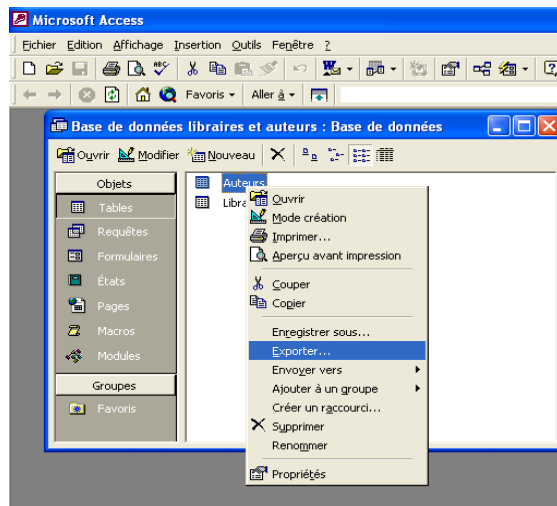 Microsoft Access
Fichier Edition Affichage Insertion Outils Fenêtre ?
Favoris Aller à
Base de données libraires et auteurs : Base de données
Ouvrir Modifier Nouveau
Objets
Tables
Requêtes
Formulaires
États
Pages
Macros
Modules
Groupes
Favoris
Auteurs
Libra
Ouvrir
Mode création
Imprimer...
Aperçu avant impression
Couper
Copier
Enregistrer sous...
Exporter...
Envoyer vers
Ajouter à un groupe
Créer un raccourci...
Supprimer
Renommer
Propriétés